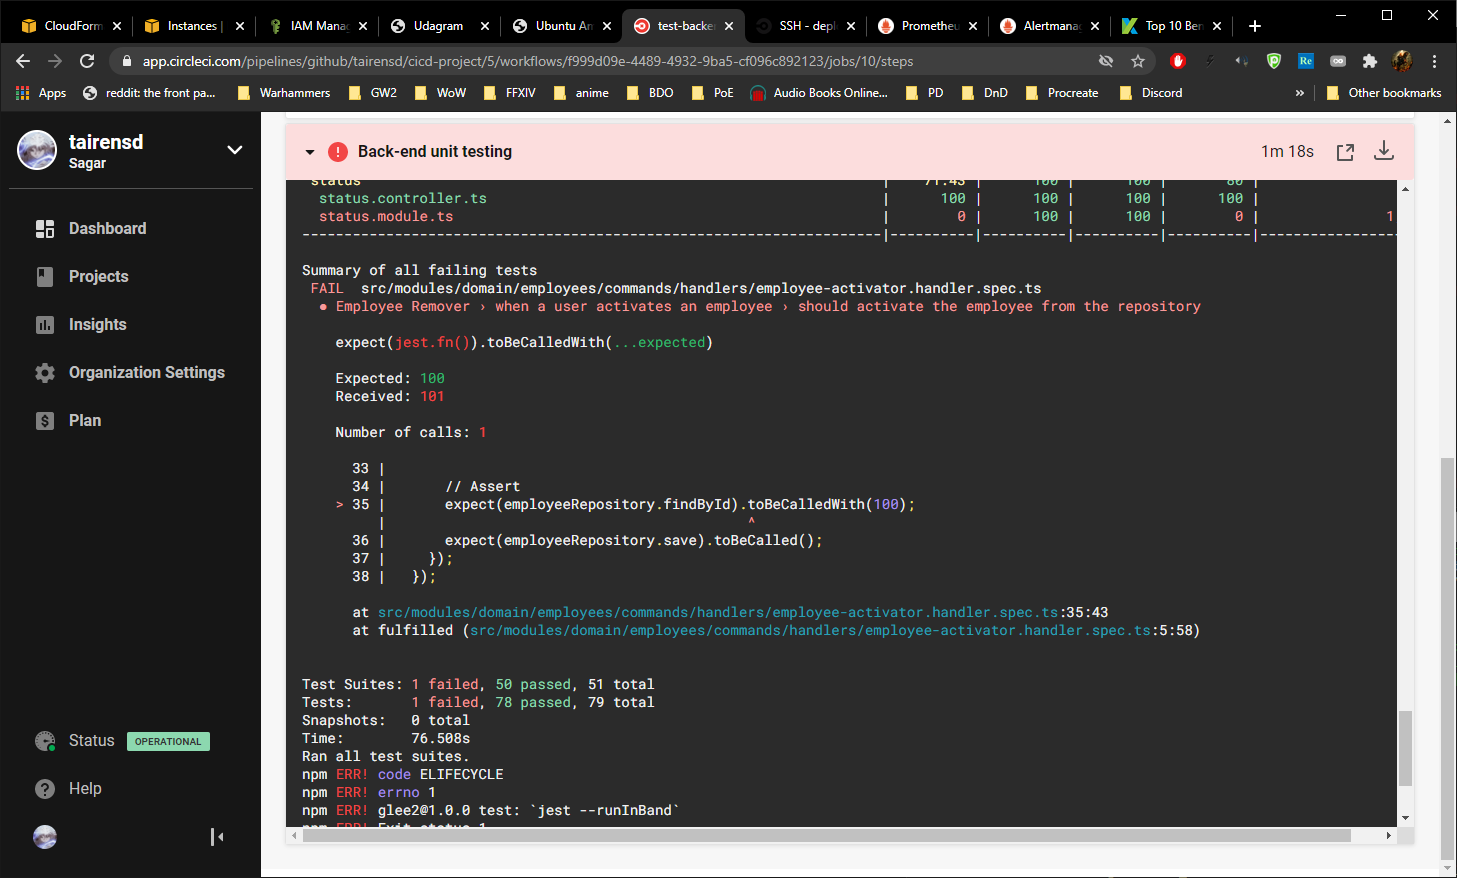 CloudForm
Instances |
IAM Manag
Udagram
Ubuntu Am
test-backe
SSH - depl
Prometheu
Alertmana
Top 10 Ben
app.circleci.com/pipelines/github/tairensd/cicd-project/5/workflows/f999d09e-4489-4932-9ba5-cf096c892123/jobs/10/steps
Apps
reddit: the front pa...
Warhammers
GW2
WoW
FFXIV
anime
BDO
PoE
Audio Books Online...
PD
DnD
Procreate
Discord
»
Other bookmarks
tairensd
Sagar
Dashboard
Projects
Insights
Organization Settings
Plan
Status OPERATIONAL
Help
Back-end unit testing 1m 18s
status | 71.43 | 100 | 100 | 80 |
status.controller.ts | 100 | 100 | 100 | 100 |
status.module.ts | 0 | 100 | 100 | 0 | 1
Summary of all failing tests
FAIL src/modules/domain/employees/commands/handlers/employee-activator.handler.spec.ts
● Employee Remover › when a user activates an employee › should activate the employee from the repository
expect(jest.fn()).toBeCalledWith(...expected)
Expected: 100
Received: 101
Number of calls: 1
33 |
34 | // Assert
> 35 | expect(employeeRepository.findById).toBeCalledWith(100);
| ^
36 | expect(employeeRepository.save).toBeCalled();
37 | });
38 | });
at src/modules/domain/employees/commands/handlers/employee-activator.handler.spec.ts:35:43
at fulfilled (src/modules/domain/employees/commands/handlers/employee-activator.handler.spec.ts:5:58)
Test Suites: 1 failed, 50 passed, 51 total
Tests: 1 failed, 78 passed, 79 total
Snapshots: 0 total
Time: 76.508s
Ran all test suites.
npm ERR! code ELIFECYCLE
npm ERR! errno 1
npm ERR! glee2@1.0.0 test: `jest --runInBand`
npm ERR! Exit status 1